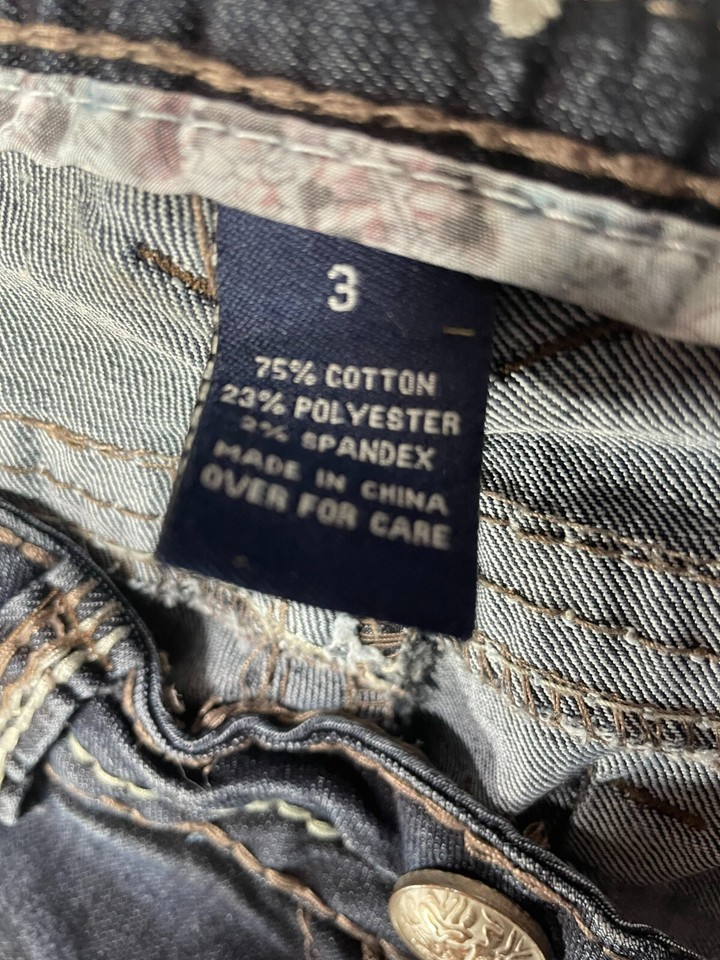 3
75% COTTON
23% POLYESTER
2% SPANDEX
MADE IN CHINA
OVER FOR CARE